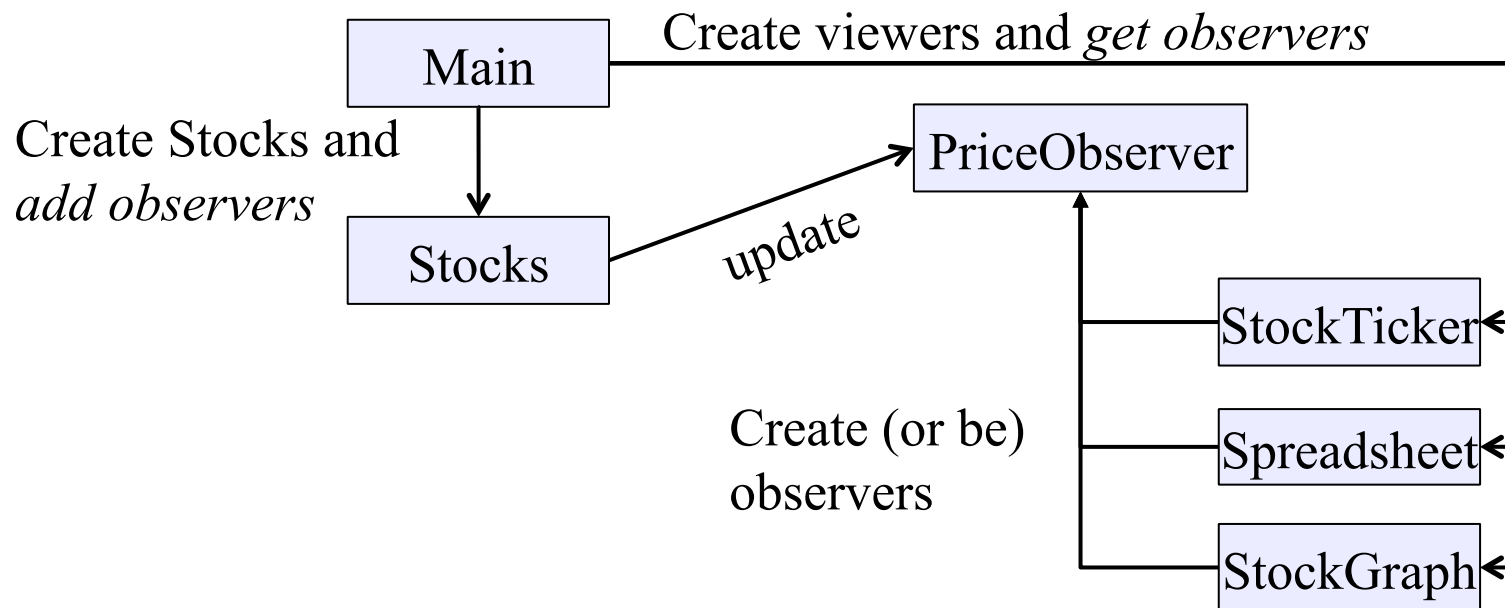 Create viewers and get observers
Main
Create Stocks and
add observers
PriceObserver
Stocks
update
StockTicker
Create (or be)
observers
Spreadsheet
StockGraph